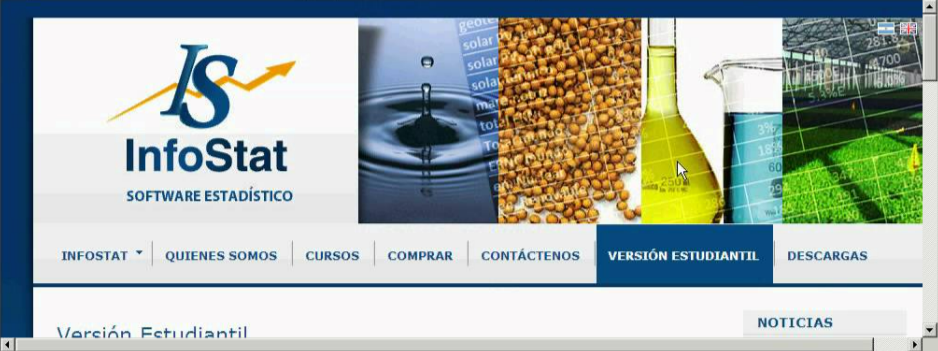 IS
InfoStat
SOFTWARE ESTADÍSTICO
INFOSTAT
QUIENES SOMOS
CURSOS
COMPRAR
CONTÁCTENOS
VERSIÓN ESTUDIANTIL
DESCARGAS
Versión Estudiantil
NOTICIAS